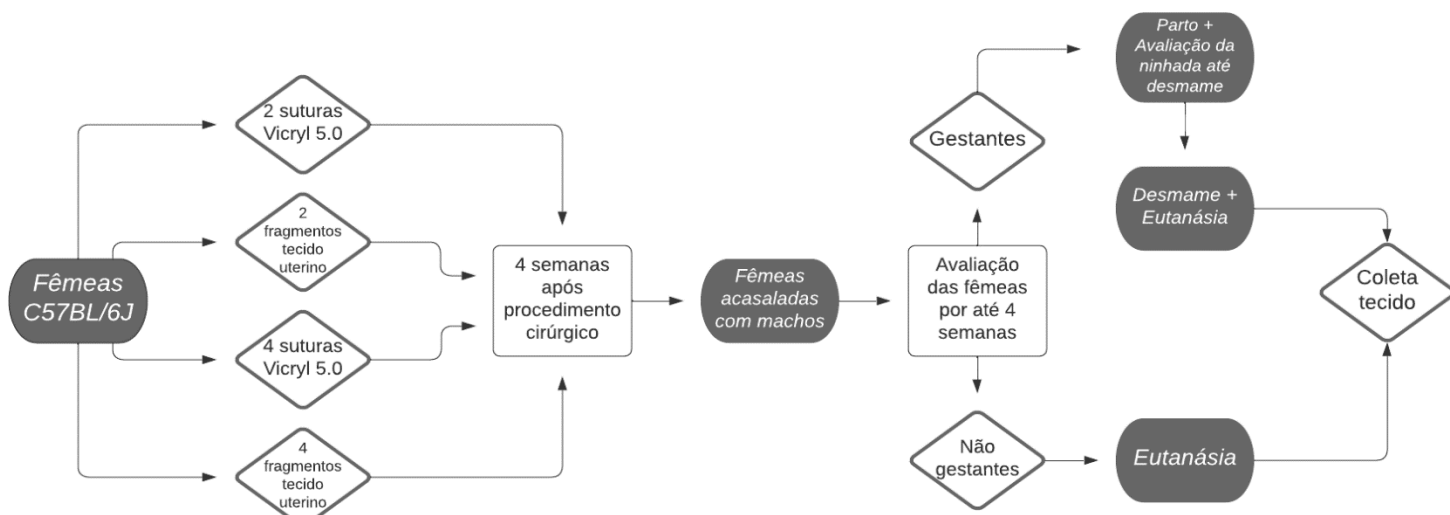 Fêmeas
C57BL/6J
2 suturas
Vicryl 5.0
2
fragmentos
tecido
uterino
4 suturas
Vicryl 5.0
4
fragmentos
tecido
uterino
4 semanas
após
procedimento
cirúrgico
Fêmeas
acasaladas
com machos
Avaliação
das fêmeas
por até 4
semanas
Gestantes
Parto +
Avaliação da
ninhada até
desmame
Desmame +
Eutanásia
Não
gestantes
Eutanásia
Coleta
tecido